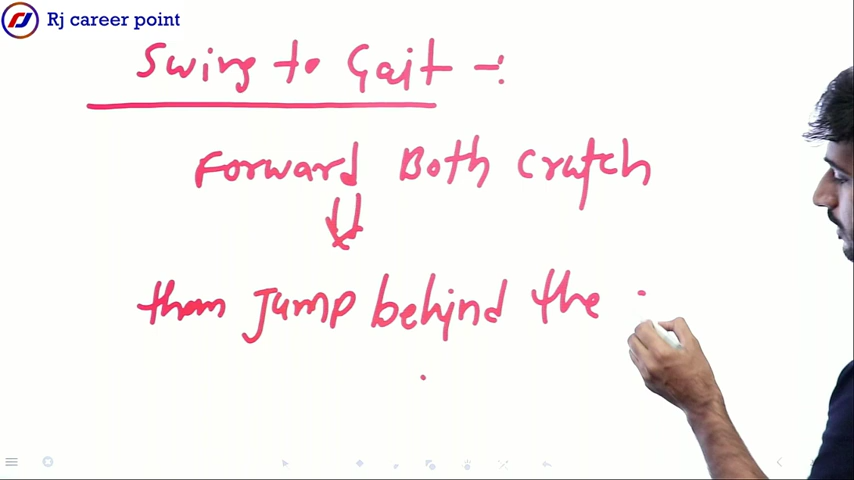 Rj career point
Swing to Gait -:
Forward Both Crutch
then Jump behind the